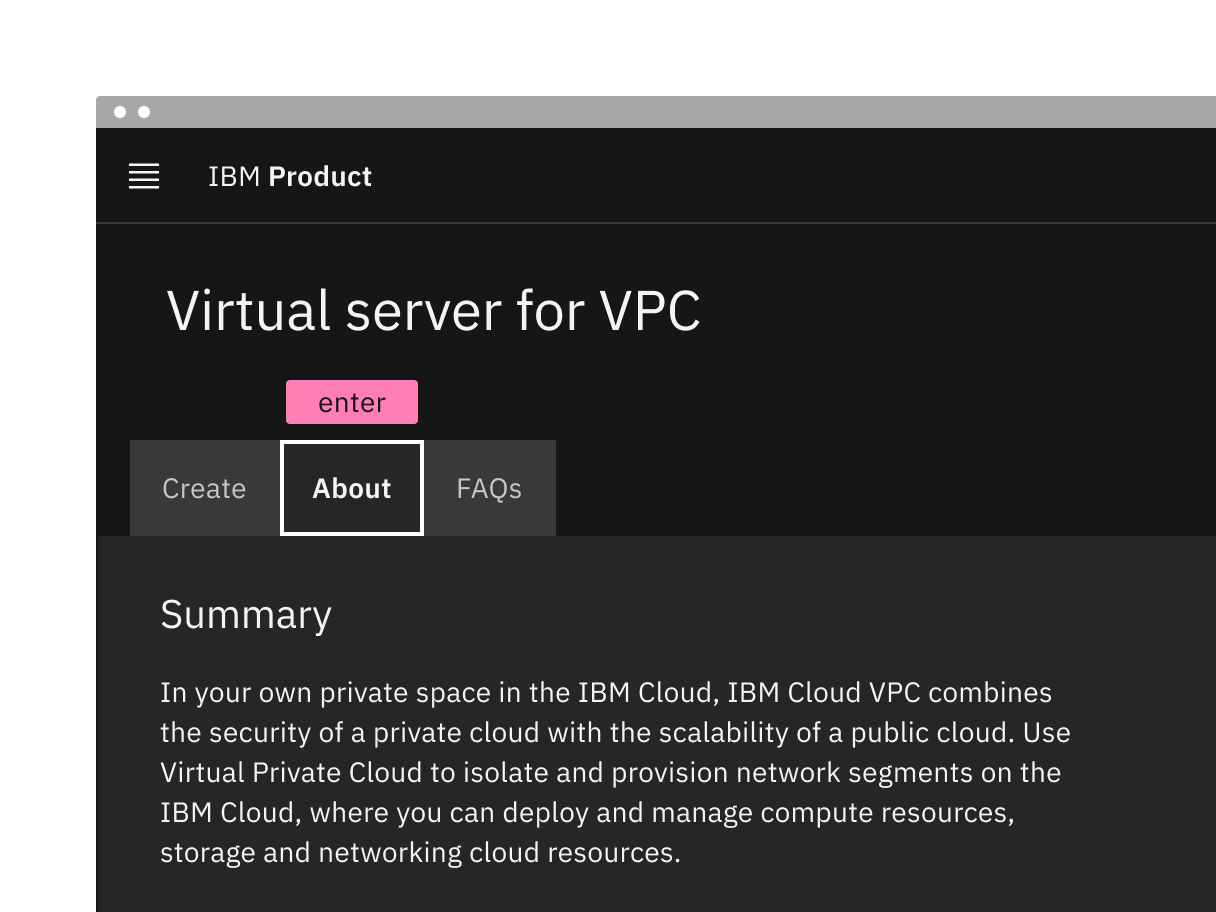 IBM Product
Virtual server for VPC
enter
Create About FAQs
Summary
In your own private space in the IBM Cloud, IBM Cloud VPC combines
the security of a private cloud with the scalability of a public cloud. Use
Virtual Private Cloud to isolate and provision network segments on the
IBM Cloud, where you can deploy and manage compute resources,
storage and networking cloud resources.